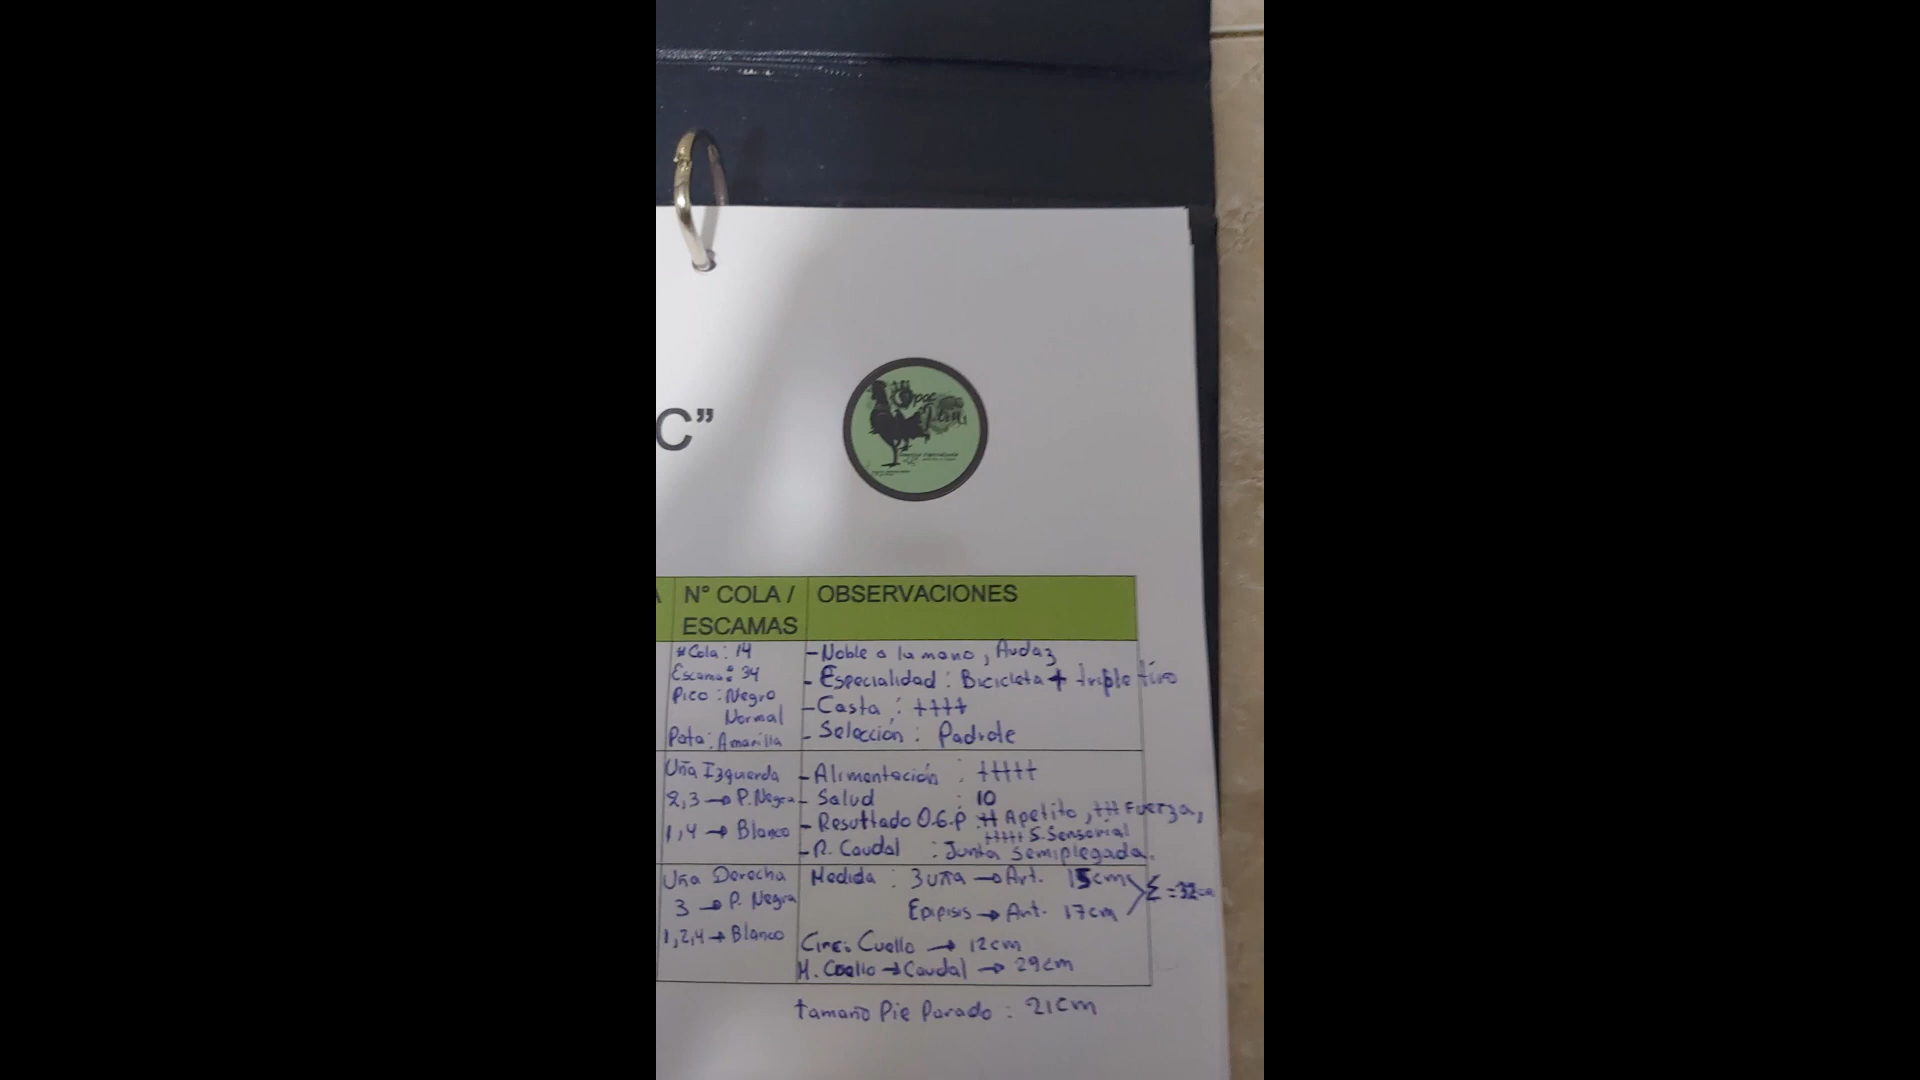 C”
N° COLA / ESCAMAS
OBSERVACIONES
#Cola: 14
Escama: # 34
Pico: Negro
Normal
Pata: Amarilla
- Noble a la mano, Audaz
- Especialidad: Bicicleta + triple tiro
- Casta: ++++
- Selección: Padrote
Uña Izquierda
2,3 → P. Negra
1,4 → Blanco
- Alimentación: +++++
- Salud: 10
- Resultado O.G.P: ++ Apetito, +++ Fuerza,
+++++ S. Sensorial
- R. Caudal: Junta Semiplegada.
Uña Derecha
3 → P. Negra
1,2,4 → Blanco
Medida: 3 uña → Art. 15cm
Epipisis → Ant. 17cm
Σ = 32
Circ. Cuello → 12cm
M. Cuello → Caudal → 29cm
tamaño Pie Parado: 21cm